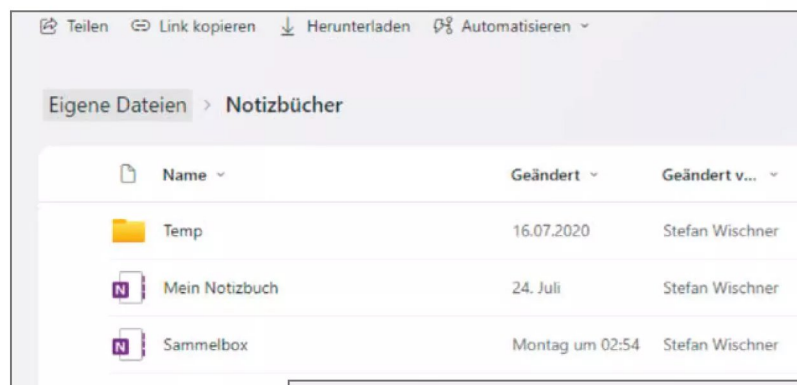 Teilen Link kopieren Herunterladen Automatisieren
Eigene Dateien > Notizbücher
Name Geändert Geändert v...
Temp 16.07.2020 Stefan Wischner
Mein Notizbuch 24. Juli Stefan Wischner
Sammelbox Montag um 02:54 Stefan Wischner